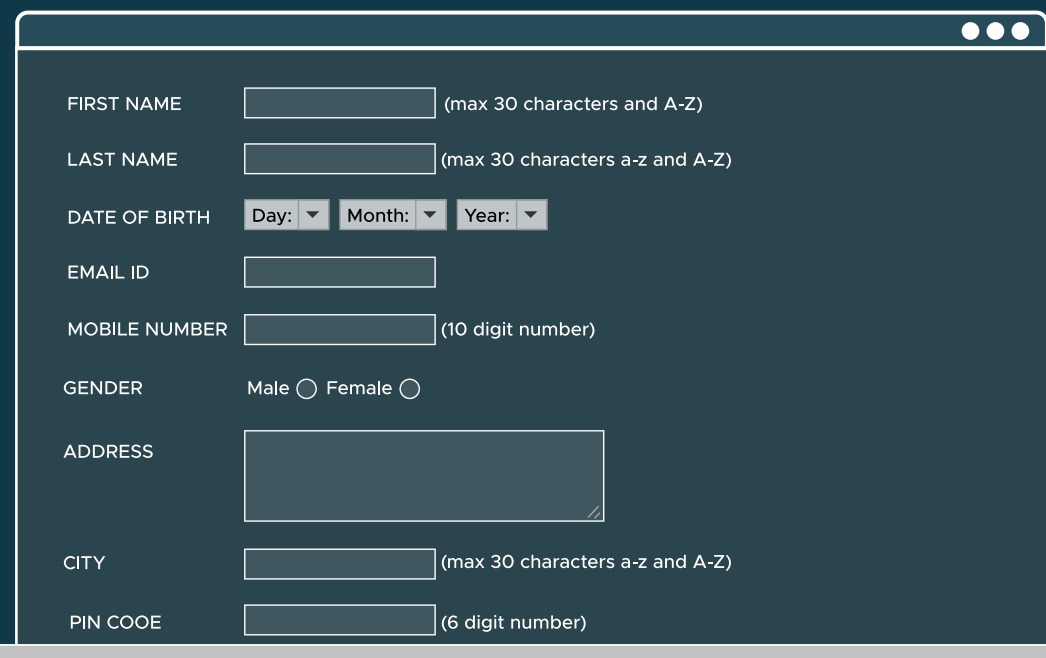 FIRST NAME (max 30 characters and A-Z)
LAST NAME (max 30 characters a-z and A-Z)
DATE OF BIRTH Day: Month: Year:
EMAIL ID
MOBILE NUMBER (10 digit number)
GENDER Male Female
ADDRESS
CITY (max 30 characters a-z and A-Z)
PIN COOE (6 digit number)